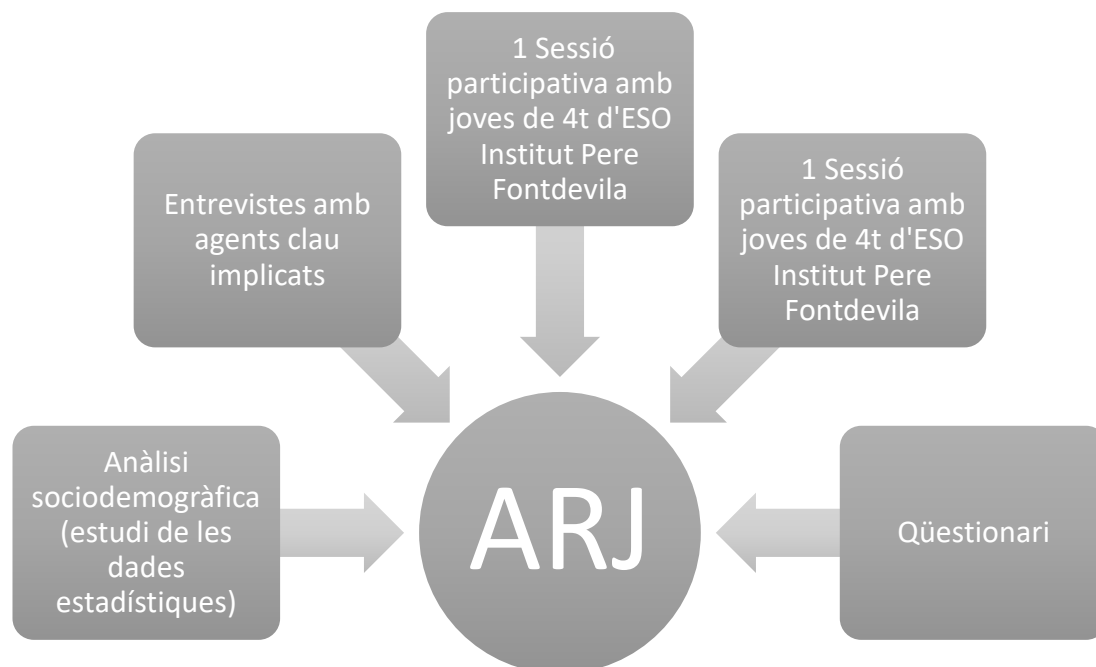 1 Sessió
participativa amb
joves de 4t d'ESO
Institut Pere
Fontdevila
1 Sessió
participativa amb
joves de 4t d'ESO
Institut Pere
Fontdevila
Entrevistes amb
agents clau
implicats
Anàlisi
sociodemogràfica
(estudi de les
dades
estadístiques)
ARJ
Qüestionari